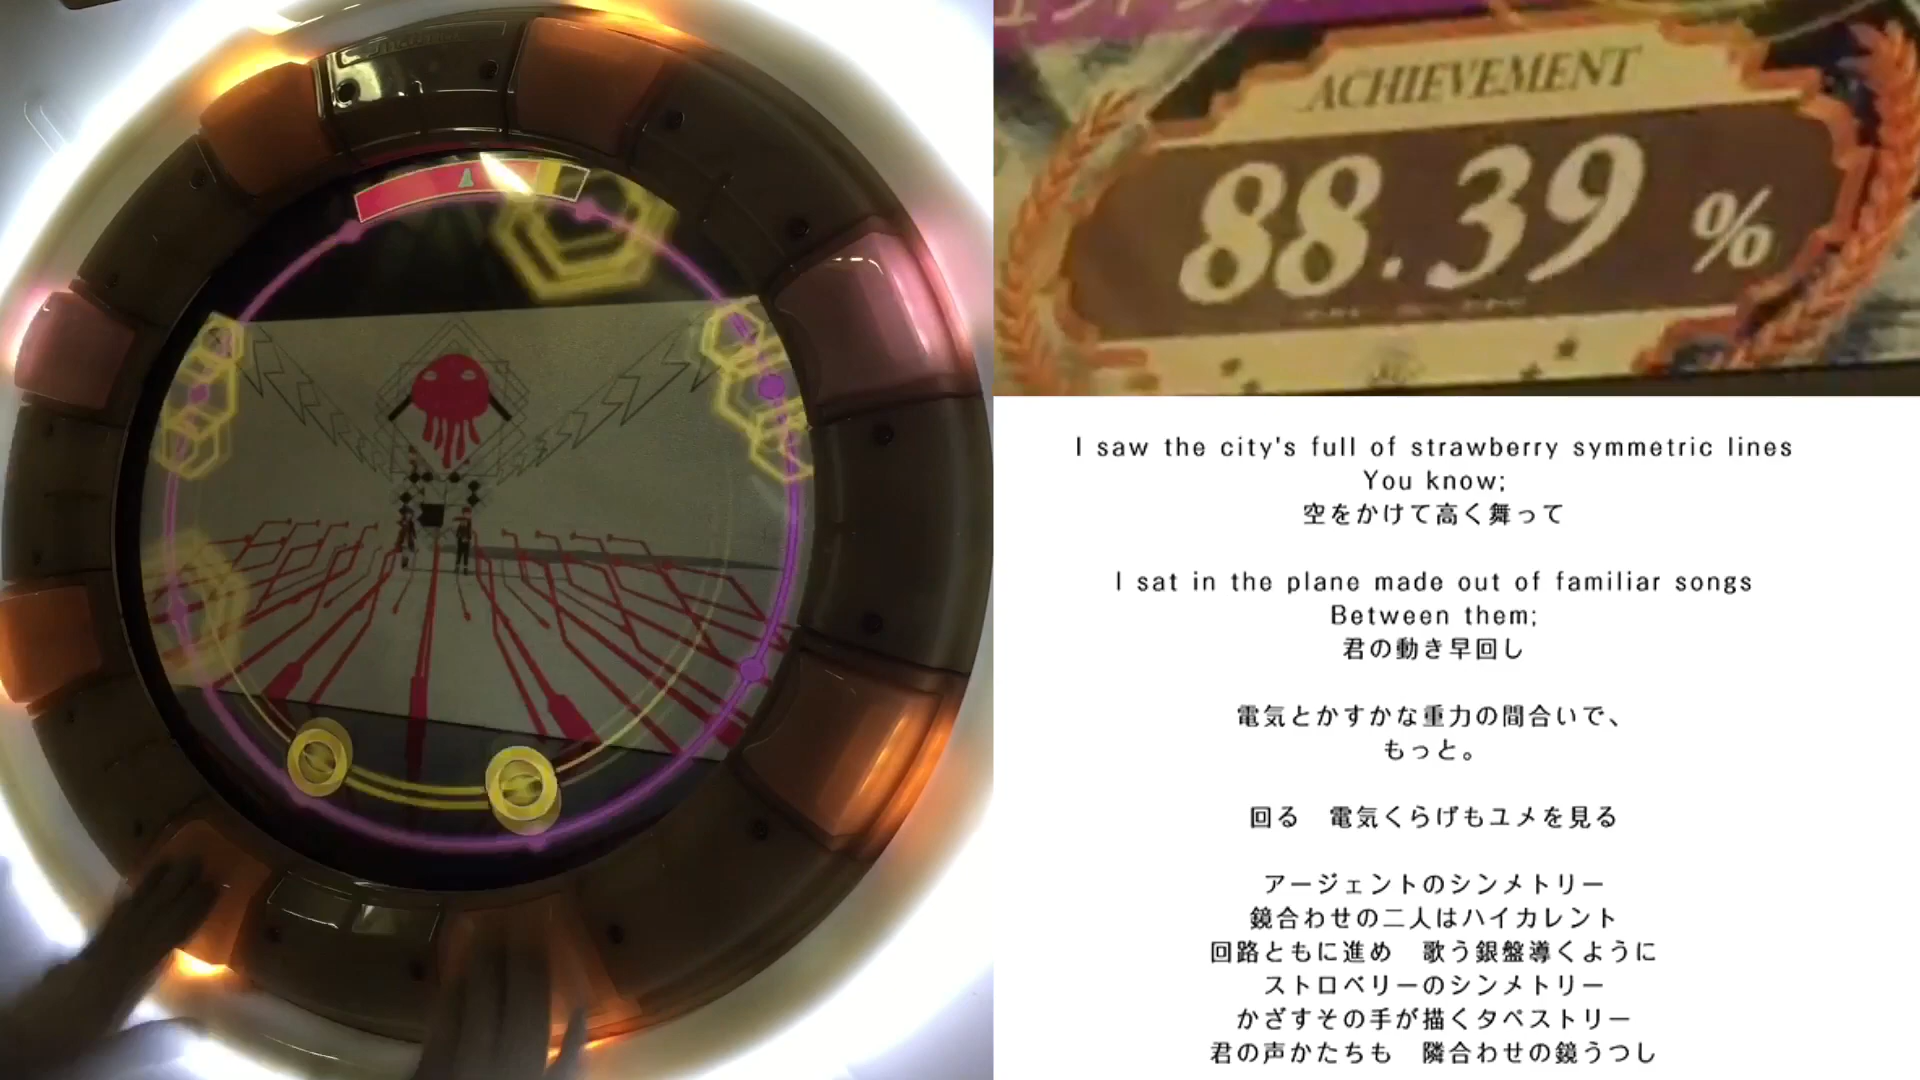 ACHIEVEMENT
88.39 %
I saw the city's full of strawberry symmetric lines
You know;
空をかけて高く舞って
I sat in the plane made out of familiar songs
Between them;
君の動き早回し
電気とかすかな重力の間合いで、
もっと。
回る　電気くらげもユメを見る
アージェントのシンメトリー
鏡合わせの二人はハイカレント
回路ともに進め　歌う銀盤導くように
ストロベリーのシンメトリー
かざすその手が描くタペストリー
君の声かたちも　隣合わせの鏡うつし